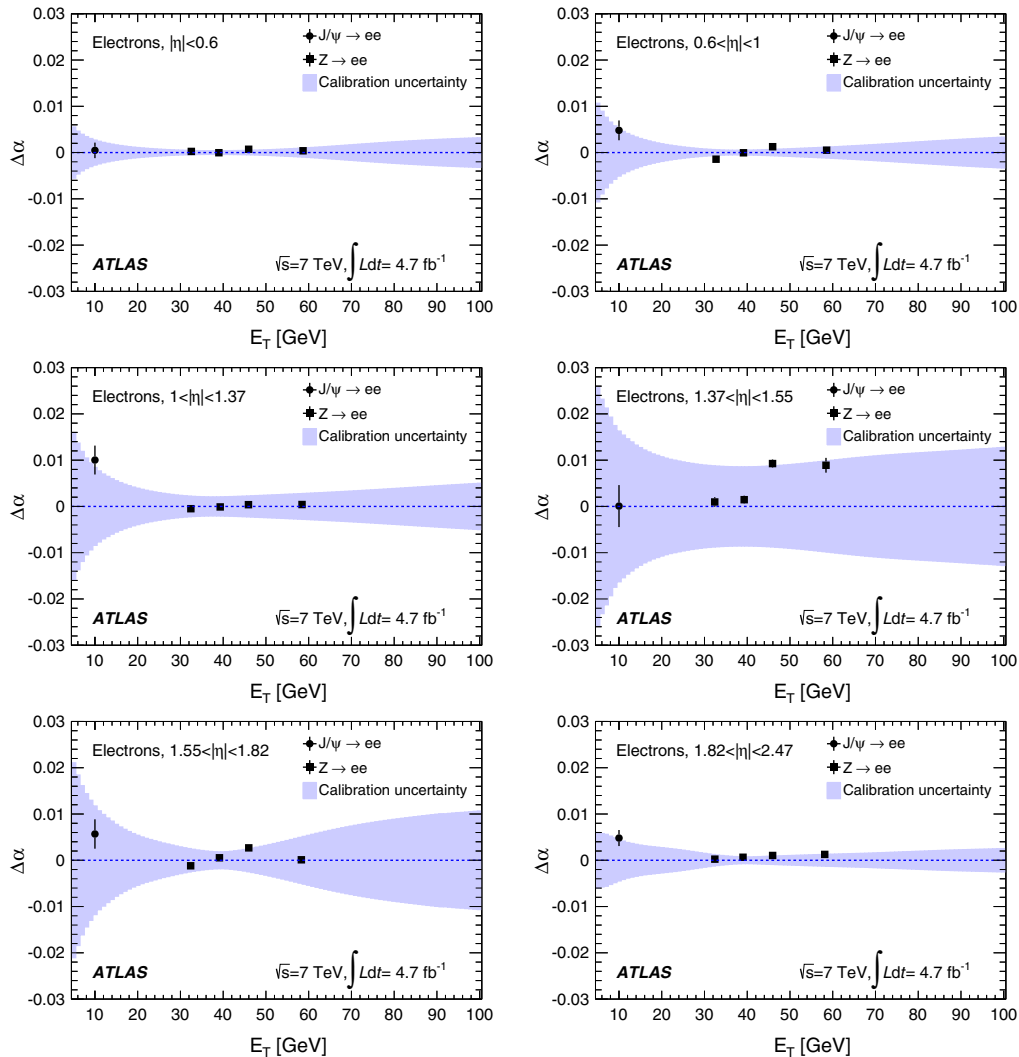 Electrons, |η|<0.6
J/ψ → ee
Z → ee
Calibration uncertainty
Δα
0.03
0.02
0.01
0
-0.01
-0.02
-0.03
ATLAS
√s=7 TeV, ∫ Ldt= 4.7 fb⁻¹
10 20 30 40 50 60 70 80 90 100
E_T [GeV]
Electrons, 0.6<|η|<1
J/ψ → ee
Z → ee
Calibration uncertainty
Δα
0.03
0.02
0.01
0
-0.01
-0.02
-0.03
ATLAS
√s=7 TeV, ∫ Ldt= 4.7 fb⁻¹
10 20 30 40 50 60 70 80 90 100
E_T [GeV]
Electrons, 1<|η|<1.37
J/ψ → ee
Z → ee
Calibration uncertainty
Δα
0.03
0.02
0.01
0
-0.01
-0.02
-0.03
ATLAS
√s=7 TeV, ∫ Ldt= 4.7 fb⁻¹
10 20 30 40 50 60 70 80 90 100
E_T [GeV]
Electrons, 1.37<|η|<1.55
J/ψ → ee
Z → ee
Calibration uncertainty
Δα
0.03
0.02
0.01
0
-0.01
-0.02
-0.03
ATLAS
√s=7 TeV, ∫ Ldt= 4.7 fb⁻¹
10 20 30 40 50 60 70 80 90 100
E_T [GeV]
Electrons, 1.55<|η|<1.82
J/ψ → ee
Z → ee
Calibration uncertainty
Δα
0.03
0.02
0.01
0
-0.01
-0.02
-0.03
ATLAS
√s=7 TeV, ∫ Ldt= 4.7 fb⁻¹
10 20 30 40 50 60 70 80 90 100
E_T [GeV]
Electrons, 1.82<|η|<2.47
J/ψ → ee
Z → ee
Calibration uncertainty
Δα
0.03
0.02
0.01
0
-0.01
-0.02
-0.03
ATLAS
√s=7 TeV, ∫ Ldt= 4.7 fb⁻¹
10 20 30 40 50 60 70 80 90 100
E_T [GeV]